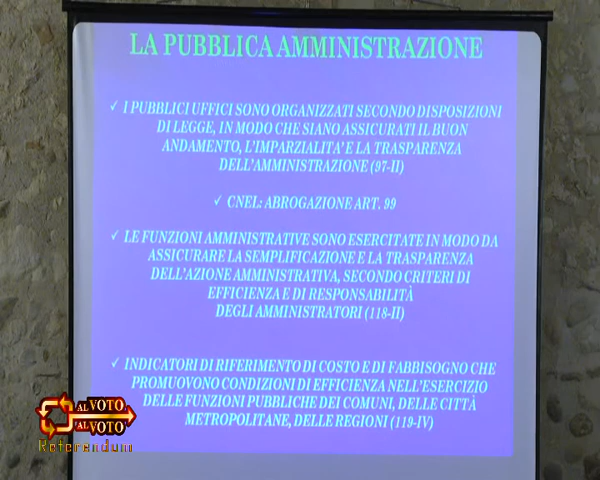 LA PUBBLICA AMMINISTRAZIONE
✓ I PUBBLICI UFFICI SONO ORGANIZZATI SECONDO DISPOSIZIONI
DI LEGGE, IN MODO CHE SIANO ASSICURATI IL BUON
ANDAMENTO, L'IMPARZIALITA' E LA TRASPARENZA
DELL'AMMINISTRAZIONE (97-II)
✓ CNEL: ABROGAZIONE ART. 99
✓ LE FUNZIONI AMMINISTRATIVE SONO ESERCITATE IN MODO DA
ASSICURARE LA SEMPLIFICAZIONE E LA TRASPARENZA
DELL'AZIONE AMMINISTRATIVA, SECONDO CRITERI DI
EFFICIENZA E DI RESPONSABILITÀ
DEGLI AMMINISTRATORI (118-II)
✓ INDICATORI DI RIFERIMENTO DI COSTO E DI FABBISOGNO CHE
PROMUOVONO CONDIZIONI DI EFFICIENZA NELL'ESERCIZIO
DELLE FUNZIONI PUBBLICHE DEI COMUNI, DELLE CITTÀ
METROPOLITANE, DELLE REGIONI (119-IV)
AL VOTO,
AL VOTO'
Referendum